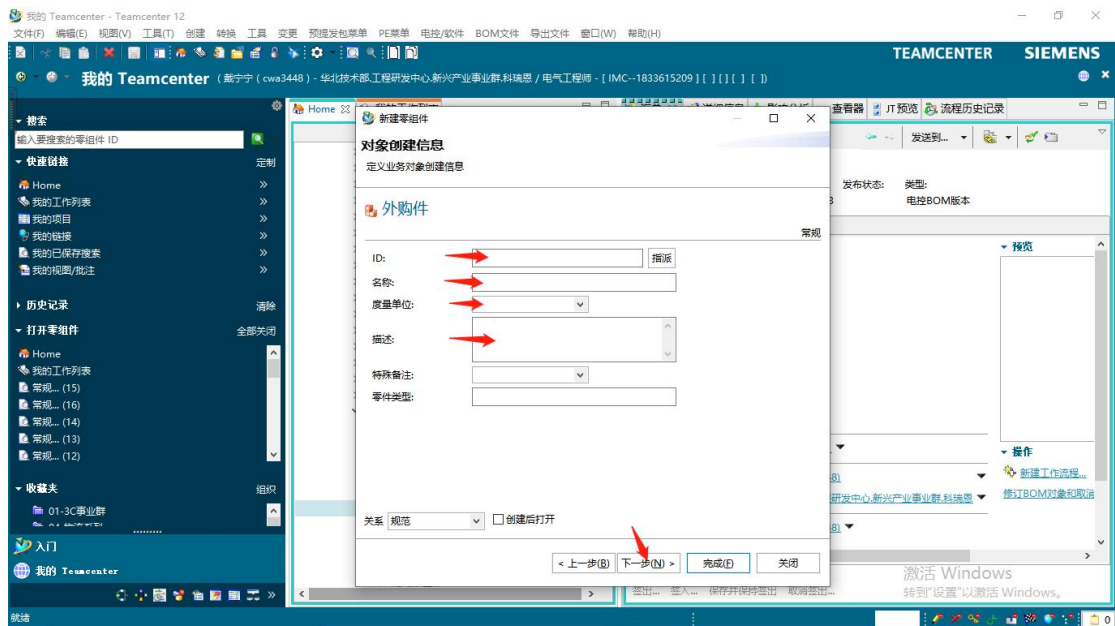 我的 Teamcenter - Teamcenter 12
文件(F) 编辑(E) 视图(V) 工具(T) 创建 转换 工具 变更 预提发包菜单 PE菜单 电控/软件 BOM文件 导出文件 窗口(W) 帮助(H)
TEAMCENTER SIEMENS
我的 Teamcenter ( 戴宁宁 ( cwa3448 ) - 华北技术部.工程研发中心.新兴产业事业群.科瑞恩 / 电气工程师 - [ IMC--1833615209 ] [ ] [ ] [ ] [ ])
搜索
输入要搜索的零组件 ID
快速链接 定制
Home
我的工作列表
我的项目
我的链接
我的已保存搜索
我的视图/批注
历史记录 清除
打开零组件 全部关闭
Home
我的工作列表
常规... (15)
常规... (16)
常规... (14)
常规... (13)
常规... (12)
收藏夹 组织
01-3C事业群
入门
我的 Teamcenter
就绪
Home
新建零组件
对象创建信息
定义业务对象创建信息
外购件
常规
ID: 指派
名称:
度量单位:
描述:
特殊备注:
零件类型:
关系 规范 创建后打开
< 上一步(B) 下一步(N) > 完成(F) 关闭
查看器 JT 预览 流程历史记录
发送到...
发布状态: 类型:
电控BOM版本
预览
操作
新建工作流程...
修订BOM对象和取消
研发中心.新兴产业事业群.科瑞恩
签出... 签入... 保存并保持签出 取消签出...
激活 Windows
转到"设置"以激活 Windows。
0